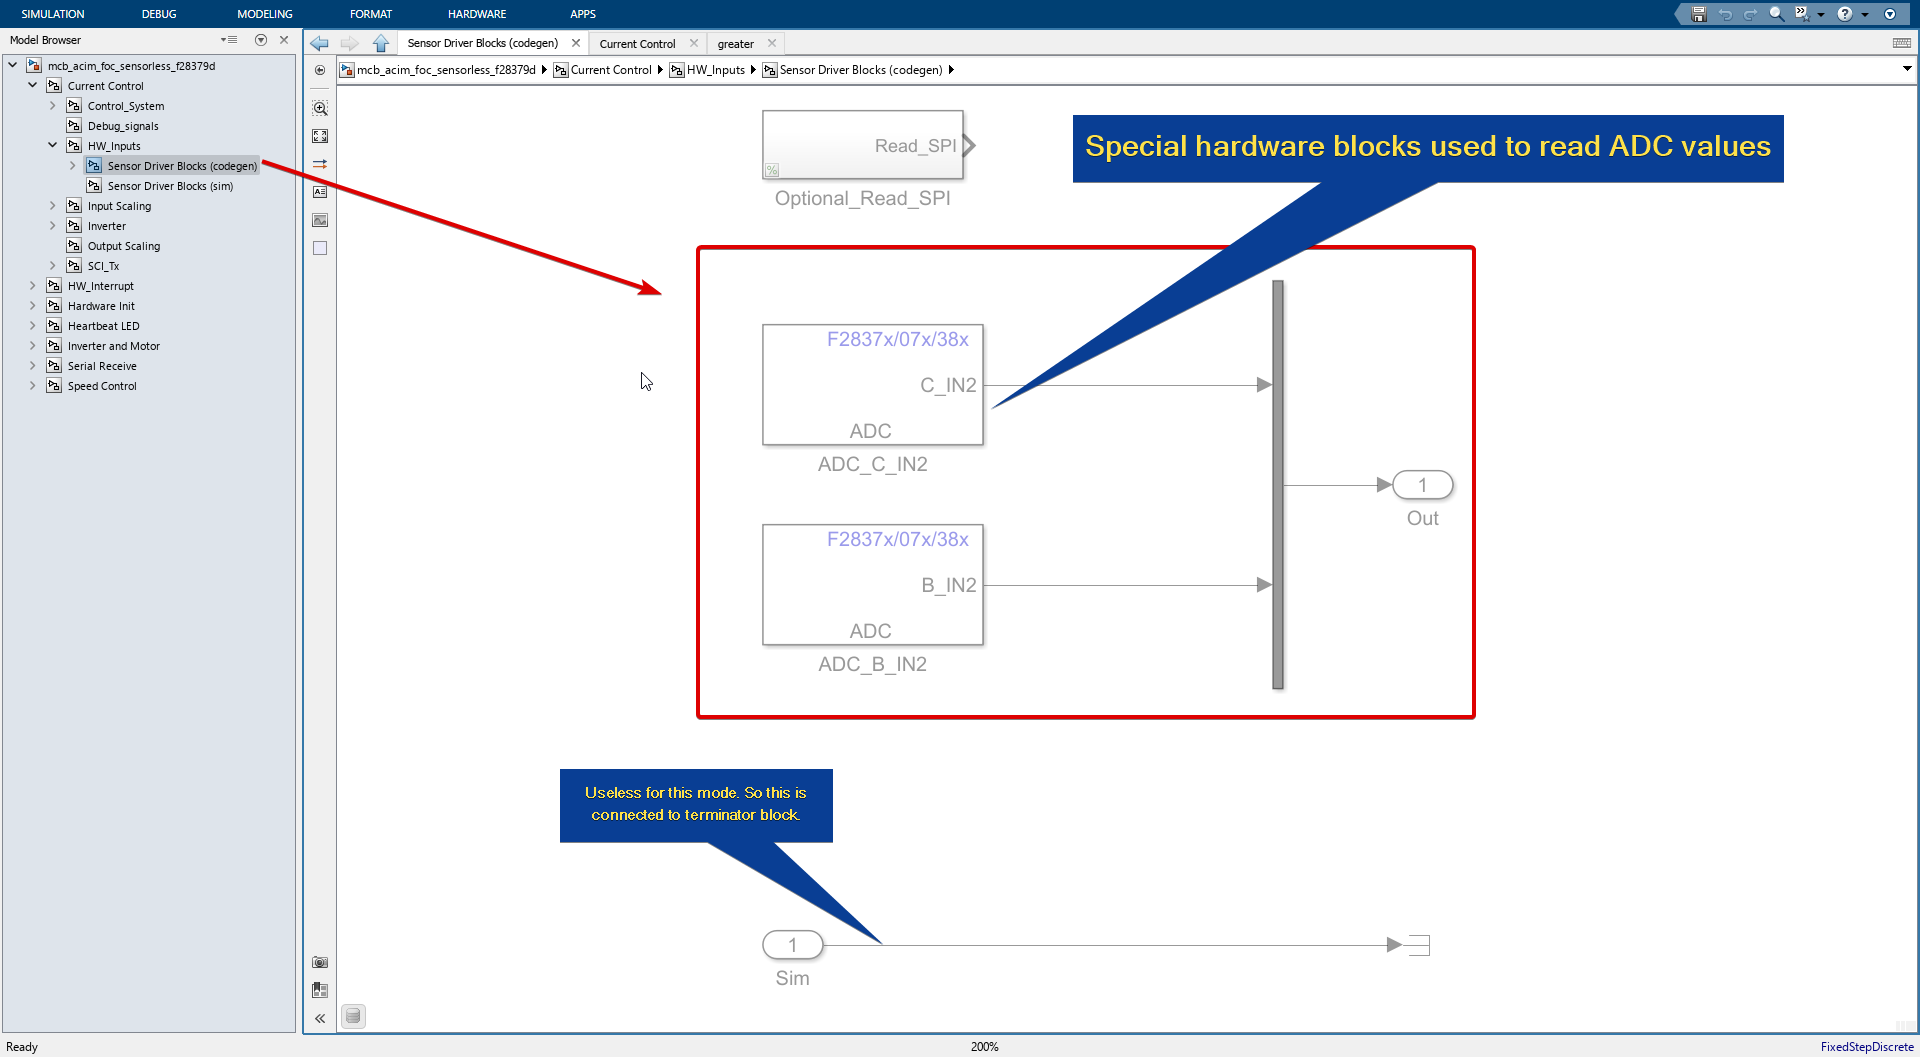 SIMULATION DEBUG MODELING FORMAT HARDWARE APPS
Model Browser
mcb_acim_foc_sensorless_f28379d
Current Control
Control_System
Debug_signals
HW_Inputs
Sensor Driver Blocks (codegen)
Sensor Driver Blocks (sim)
Input Scaling
Inverter
Output Scaling
SCI_Tx
HW_Interrupt
Hardware Init
Heartbeat LED
Inverter and Motor
Serial Receive
Speed Control
Sensor Driver Blocks (codegen) Current Control greater
mcb_acim_foc_sensorless_f28379d Current Control HW_Inputs Sensor Driver Blocks (codegen)
Read_SPI
Optional_Read_SPI
Special hardware blocks used to read ADC values
F2837x/07x/38x
C_IN2
ADC
ADC_C_IN2
F2837x/07x/38x
B_IN2
ADC
ADC_B_IN2
1
Out
Useless for this mode. So this is
connected to terminator block.
1
Sim
Ready 200% FixedStepDiscrete